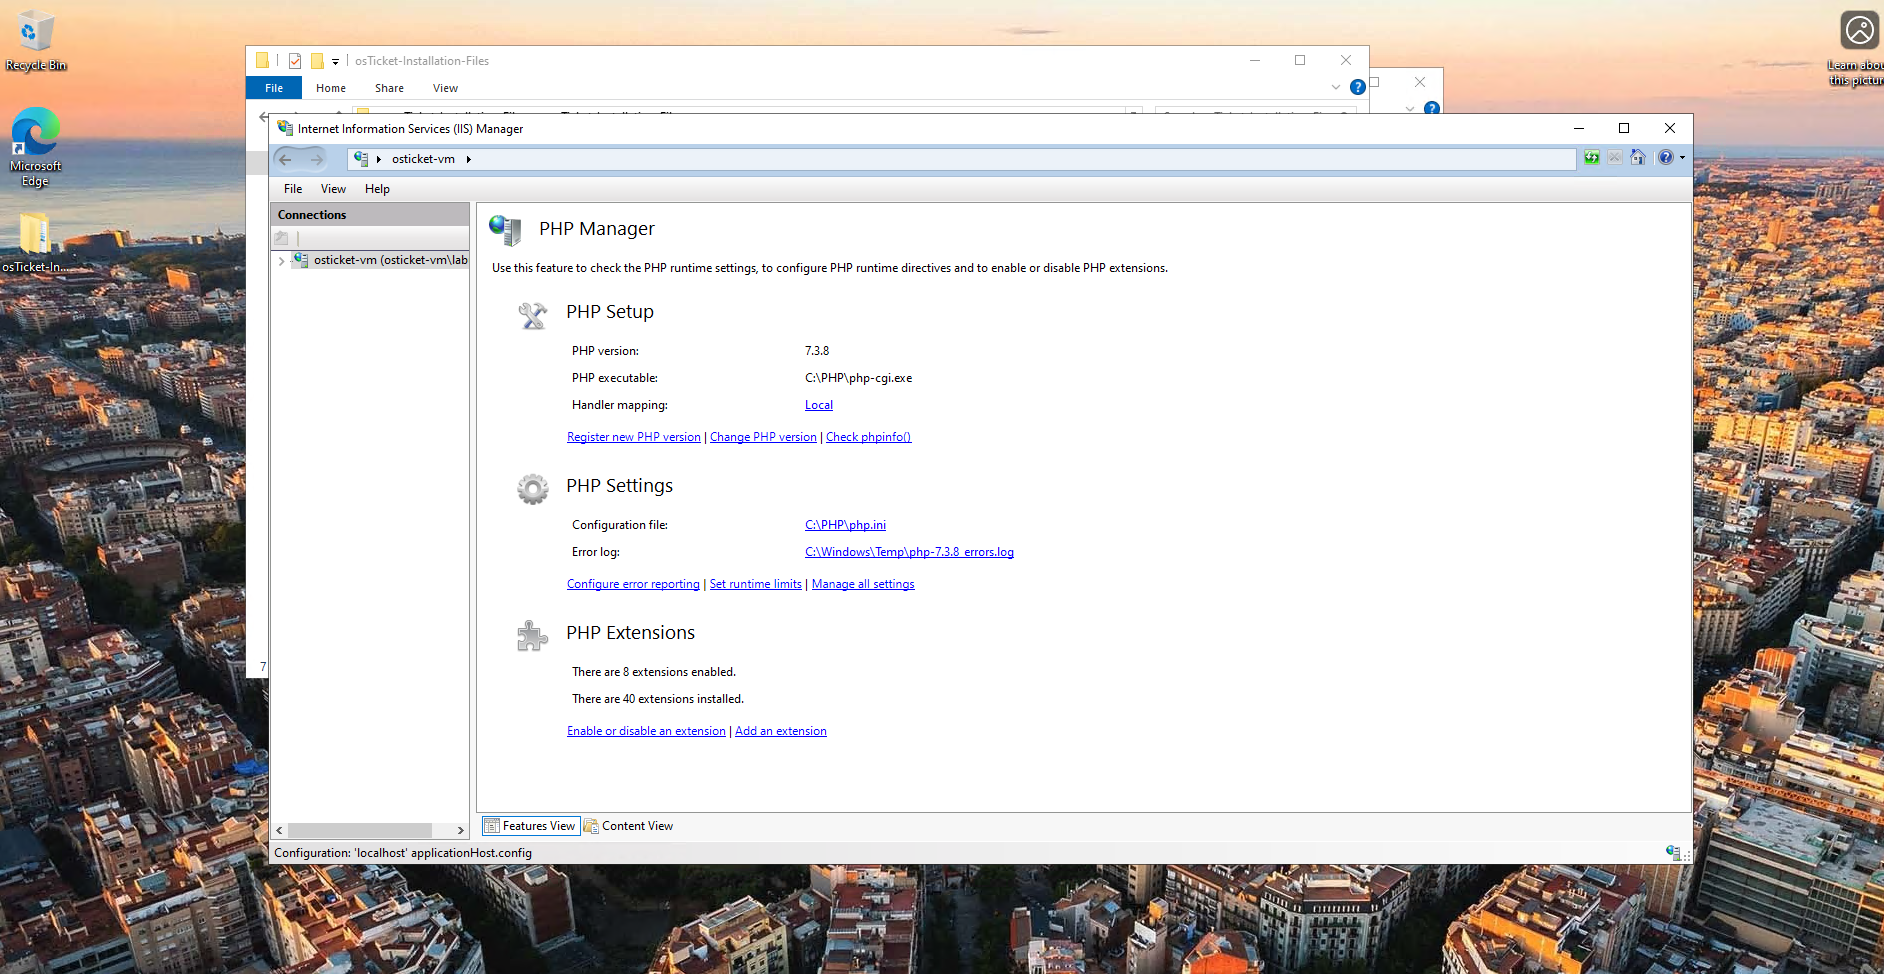 Recycle Bin
Microsoft
Edge
osTicket-In...
Learn abou
this pictur
osTicket-Installation-Files
File
Home
Share
View
7
Internet Information Services (IIS) Manager
osticket-vm
File
View
Help
Connections
osticket-vm (osticket-vm\lab
PHP Manager
Use this feature to check the PHP runtime settings, to configure PHP runtime directives and to enable or disable PHP extensions.
PHP Setup
PHP version: 7.3.8
PHP executable: C:\PHP\php-cgi.exe
Handler mapping: Local
Register new PHP version | Change PHP version | Check phpinfo()
PHP Settings
Configuration file: C:\PHP\php.ini
Error log: C:\Windows\Temp\php-7.3.8_errors.log
Configure error reporting | Set runtime limits | Manage all settings
PHP Extensions
There are 8 extensions enabled.
There are 40 extensions installed.
Enable or disable an extension | Add an extension
Features View
Content View
Configuration: 'localhost' applicationHost.config